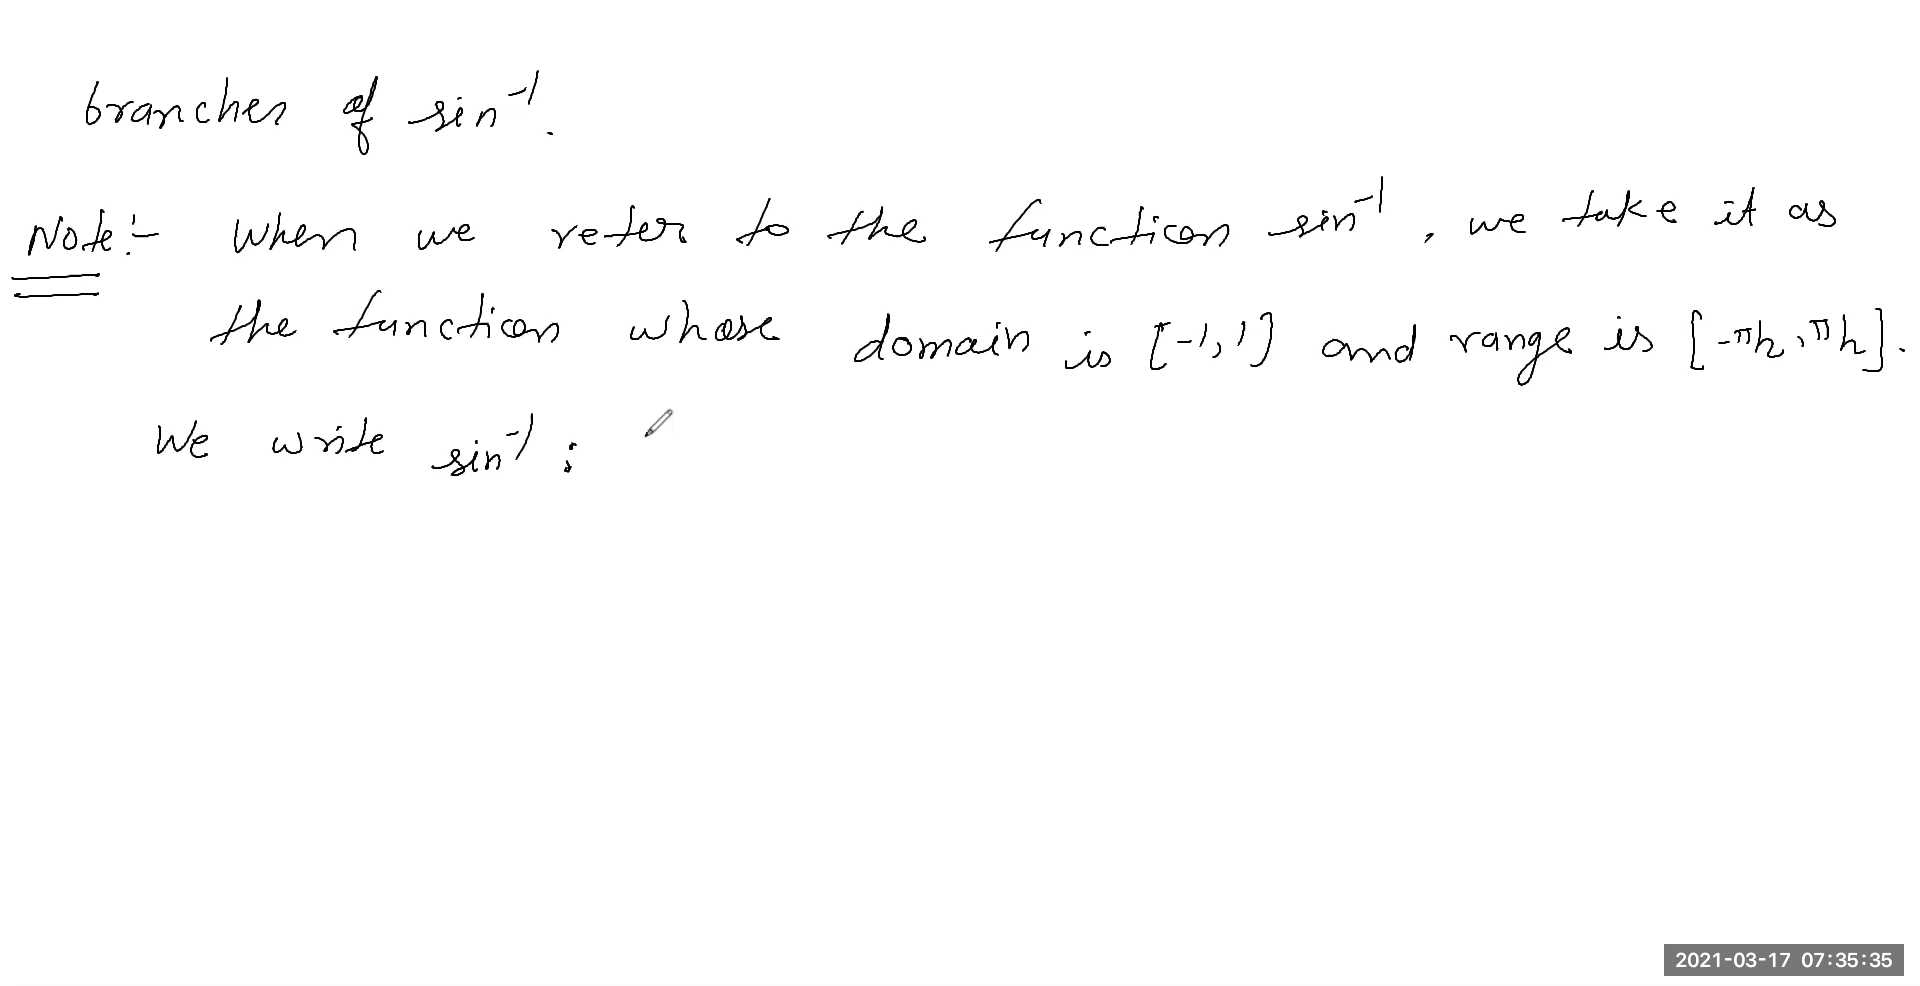 branches of sin⁻¹.
Note:- When we refer to the function sin⁻¹, we take it as
the function whose domain is [-1, 1] and range is [-π/2, π/2].
We write sin⁻¹ :
2021-03-17 07:35:35